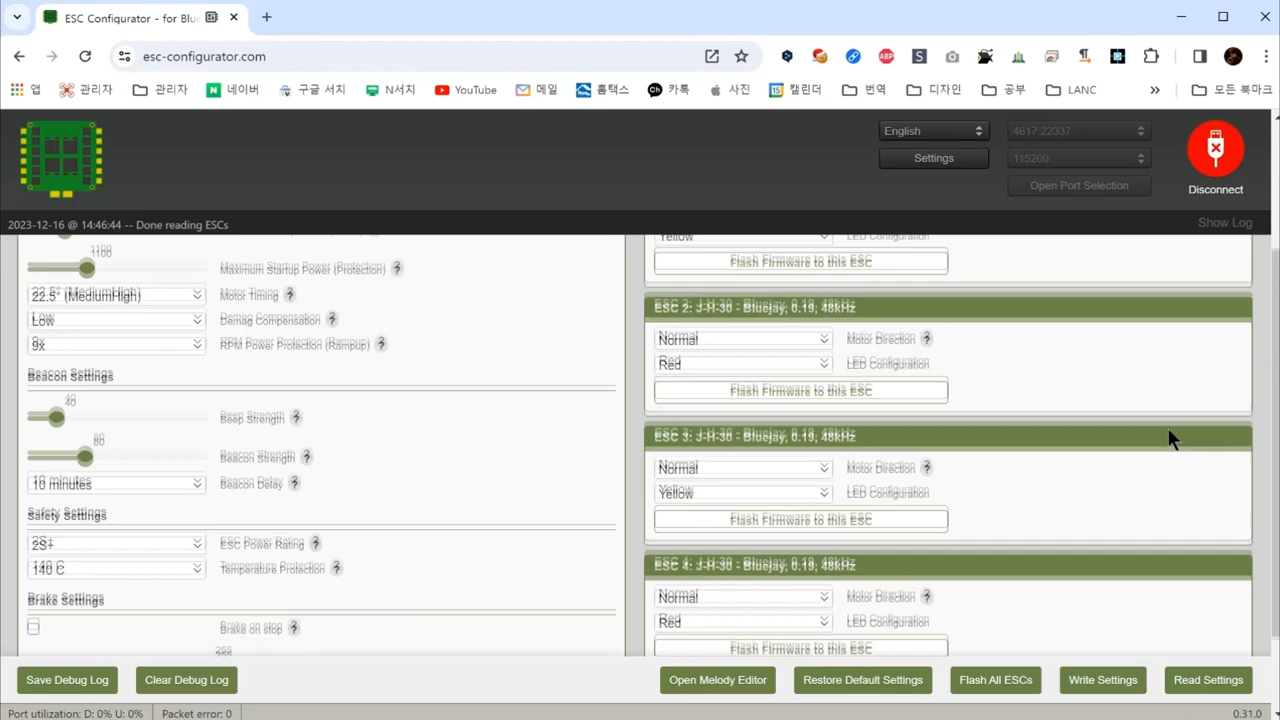 ESC Configurator - for Blu
esc-configurator.com
앱 관리자 관리자 네이버 구글 서치 N서치 YouTube 메일 홈택스 카톡 사진 캘린더 번역 디자인 공부 LANC » 모든 북마크
English 4617:22337
Settings 115200
Open Port Selection
Disconnect
2023-12-16 @ 14:46:44 -- Done reading ESCs Show Log
1100
Maximum Startup Power (Protection) ?
22.5° (MediumHigh) Motor Timing ?
Low Demag Compensation ?
9x RPM Power Protection (Rampup) ?
Beacon Settings
40
Beep Strength ?
80
Beacon Strength ?
10 minutes Beacon Delay ?
Safety Settings
2S+ ESC Power Rating ?
140 C Temperature Protection ?
Brake Settings
Brake on stop ?
Yellow LED Configuration
Flash Firmware to this ESC
ESC 2: J-H-30 - Bluejay, 0.19, 48kHz
Normal Motor Direction ?
Red LED Configuration
Flash Firmware to this ESC
ESC 3: J-H-30 - Bluejay, 0.19, 48kHz
Normal Motor Direction ?
Yellow LED Configuration
Flash Firmware to this ESC
ESC 4: J-H-30 - Bluejay, 0.19, 48kHz
Normal Motor Direction ?
Red LED Configuration
Flash Firmware to this ESC
Save Debug Log Clear Debug Log Open Melody Editor Restore Default Settings Flash All ESCs Write Settings Read Settings
Port utilization: D: 0% U: 0% Packet error: 0 0.31.0